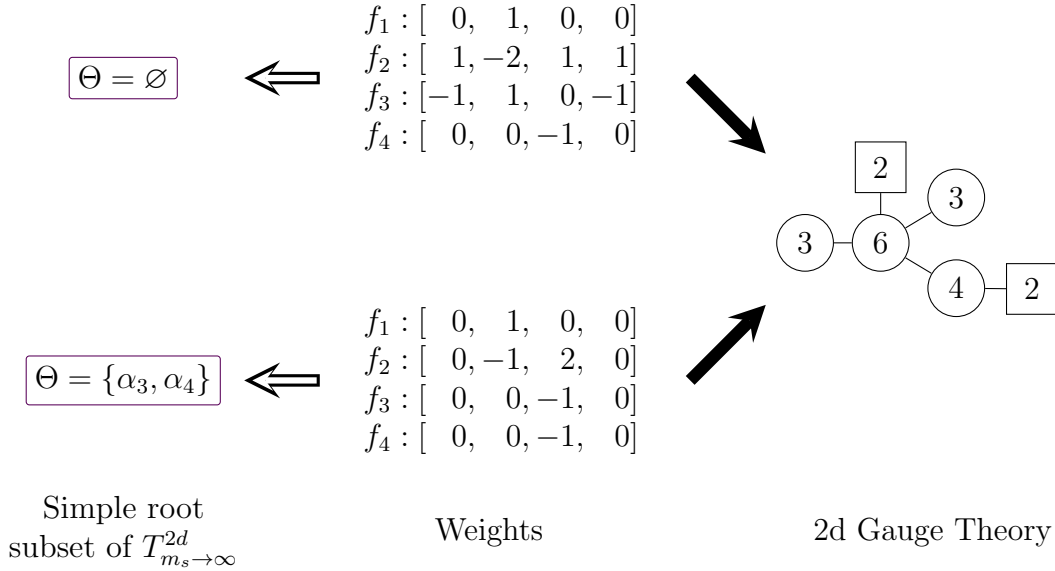 Θ = ∅
f₁ : [ 0, 1, 0, 0]
f₂ : [ 1, −2, 1, 1]
f₃ : [−1, 1, 0, −1]
f₄ : [ 0, 0, −1, 0]
2
3
3
6
4
2
Θ = {α₃, α₄}
f₁ : [ 0, 1, 0, 0]
f₂ : [ 0, −1, 2, 0]
f₃ : [ 0, 0, −1, 0]
f₄ : [ 0, 0, −1, 0]
Simple root
subset of T^{2d}_{m_s→∞}
Weights
2d Gauge Theory